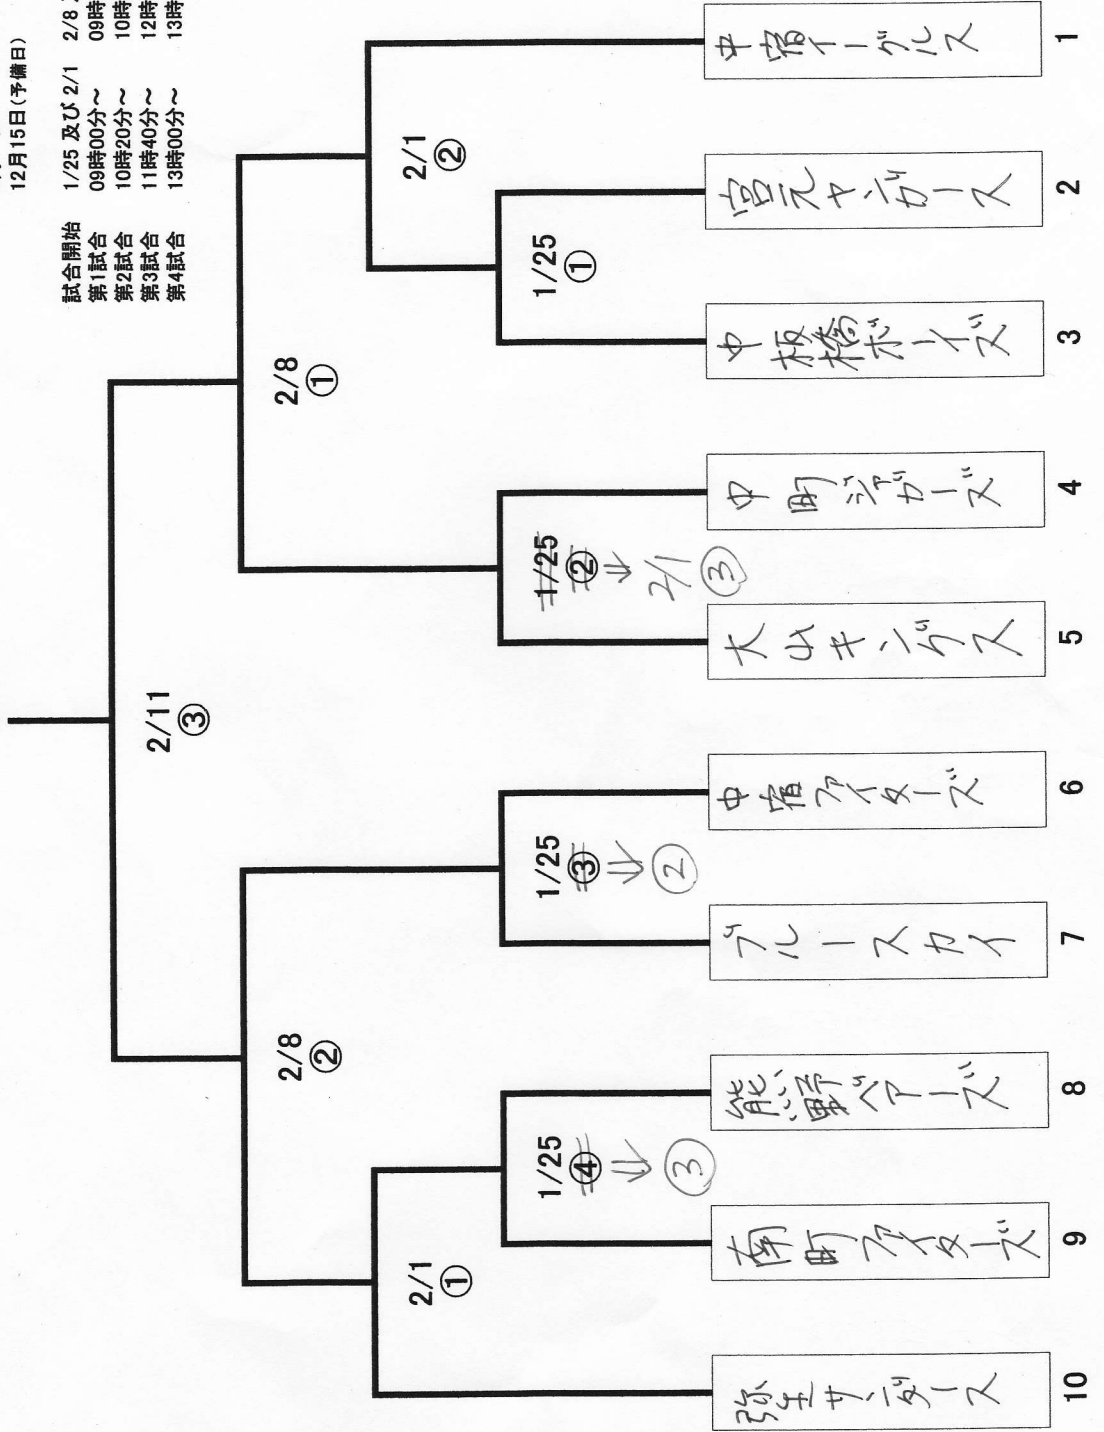 12月15日(予備日)
試合開始 1/25 及び 2/1 2/8
第1試合 09時00分~ 09時
第2試合 10時20分~ 10時
第3試合 11時40分~ 12時
第4試合 13時00分~ 13時
2/11
③
2/8
②
2/8
①
2/1
①
2/1
②
1/25
④
↓
③
1/25
③
↓
②
1/25
②
↓
2/1
③
1/25
①
弥生サンダース
南町ファイターズ
熊野ベアーズ
ブルースカイ
中宿ファイターズ
大山キングス
中町ジァガーズ
中板橋ボーイズ
宮元ヤンガース
中宿イーグルス
10
9
8
7
6
5
4
3
2
1